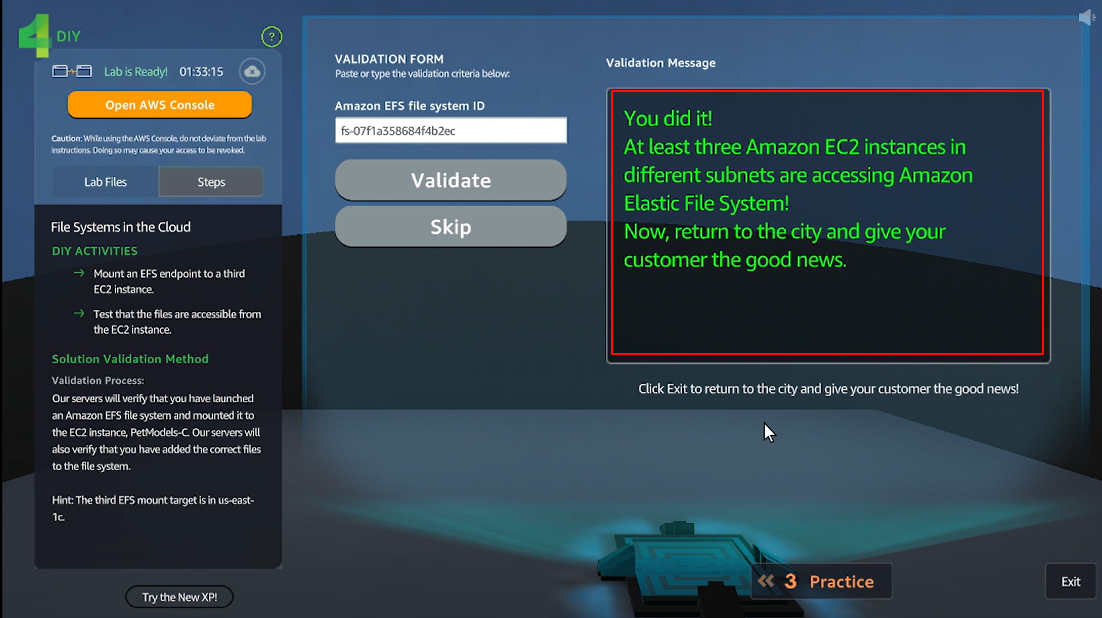 4 DIY
?
Lab is Ready! 01:33:15
Open AWS Console
Caution: While using the AWS Console, do not deviate from the lab
instructions. Doing so may cause your access to be revoked.
Lab Files
Steps
File Systems in the Cloud
DIY ACTIVITIES
→ Mount an EFS endpoint to a third
EC2 instance.
→ Test that the files are accessible from
the EC2 instance.
Solution Validation Method
Validation Process:
Our servers will verify that you have launched
an Amazon EFS file system and mounted it to
the EC2 instance, PetModels-C. Our servers will
also verify that you have added the correct files
to the file system.
Hint: The third EFS mount target is in us-east-
1c.
Try the New XP!
VALIDATION FORM
Paste or type the validation criteria below:
Amazon EFS file system ID
fs-07f1a358684f4b2ec
Validate
Skip
Validation Message
You did it!
At least three Amazon EC2 instances in
different subnets are accessing Amazon
Elastic File System!
Now, return to the city and give your
customer the good news.
Click Exit to return to the city and give your customer the good news!
« 3 Practice
Exit